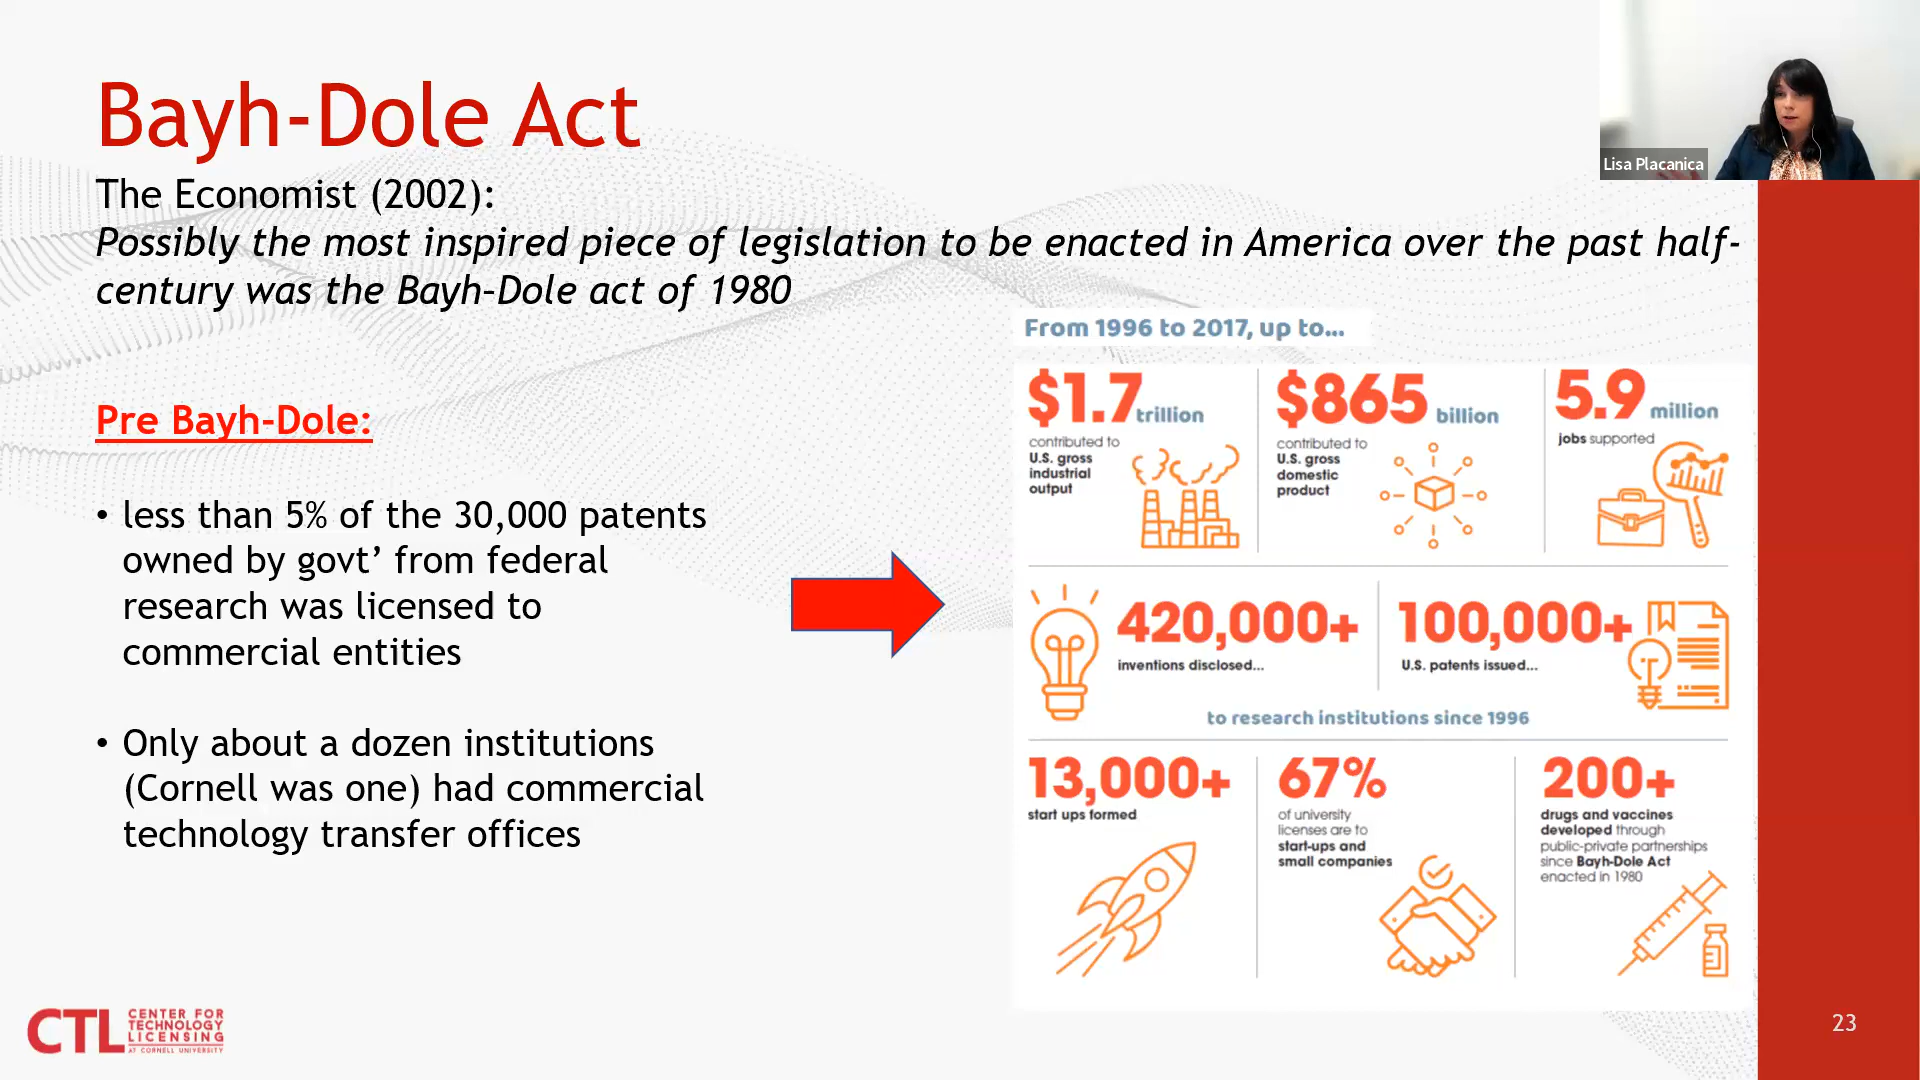 Bayh-Dole Act
Lisa Placanica
The Economist (2002):
Possibly the most inspired piece of legislation to be enacted in America over the past half-
century was the Bayh-Dole act of 1980
Pre Bayh-Dole:
• less than 5% of the 30,000 patents
owned by govt’ from federal
research was licensed to
commercial entities
• Only about a dozen institutions
(Cornell was one) had commercial
technology transfer offices
From 1996 to 2017, up to...
$1.7 trillion
contributed to
U.S. gross
industrial
output
$865 billion
contributed to
U.S. gross
domestic
product
5.9 million
jobs supported
420,000+
inventions disclosed...
100,000+
U.S. patents issued...
to research institutions since 1996
13,000+
start ups formed
67%
of university
licenses are to
start-ups and
small companies
200+
drugs and vaccines
developed through
public-private partnerships
since Bayh-Dole Act
enacted in 1980
CTL
CENTER FOR
TECHNOLOGY
LICENSING
AT CORNELL UNIVERSITY
23